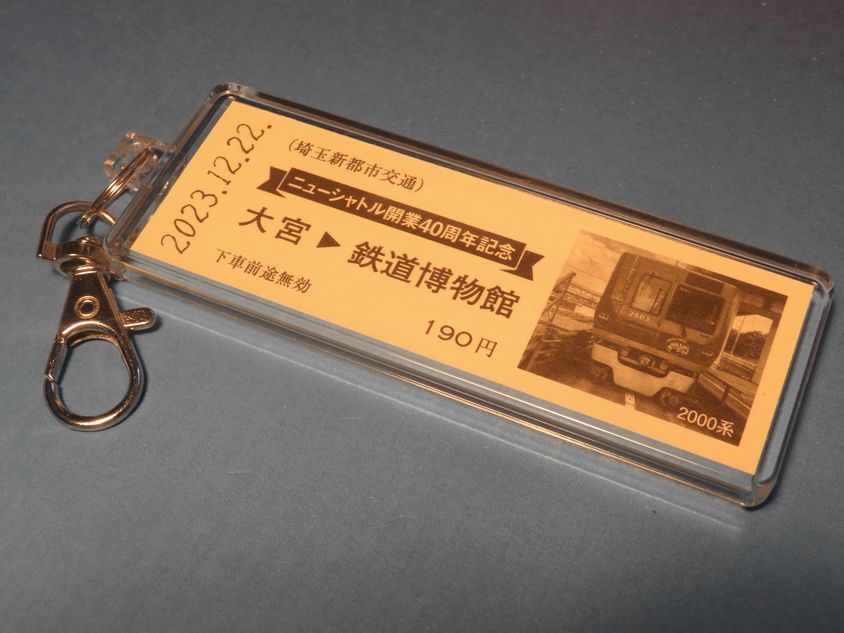 2023.12.22.
(埼玉新都市交通)
ニューシャトル開業40周年記念
大宮▶鉄道博物館
下車前途無効
190円
2603
2000系